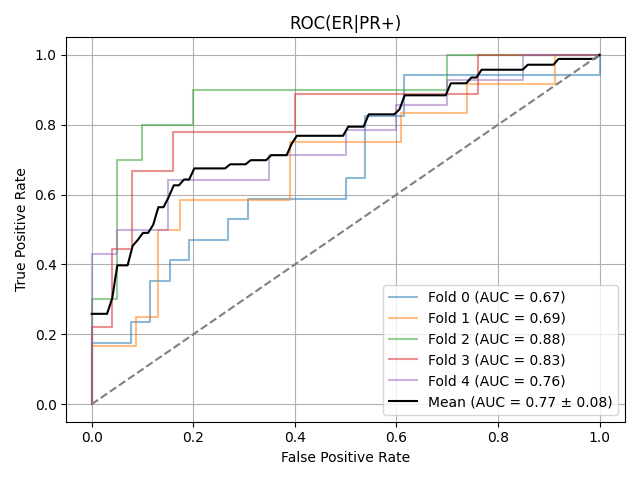 ROC(ER|PR+)
True Positive Rate
1.0
0.8
0.6
0.4
0.2
0.0
Fold 0 (AUC = 0.67)
Fold 1 (AUC = 0.69)
Fold 2 (AUC = 0.88)
Fold 3 (AUC = 0.83)
Fold 4 (AUC = 0.76)
Mean (AUC = 0.77 ± 0.08)
0.0 0.2 0.4 0.6 0.8 1.0
False Positive Rate